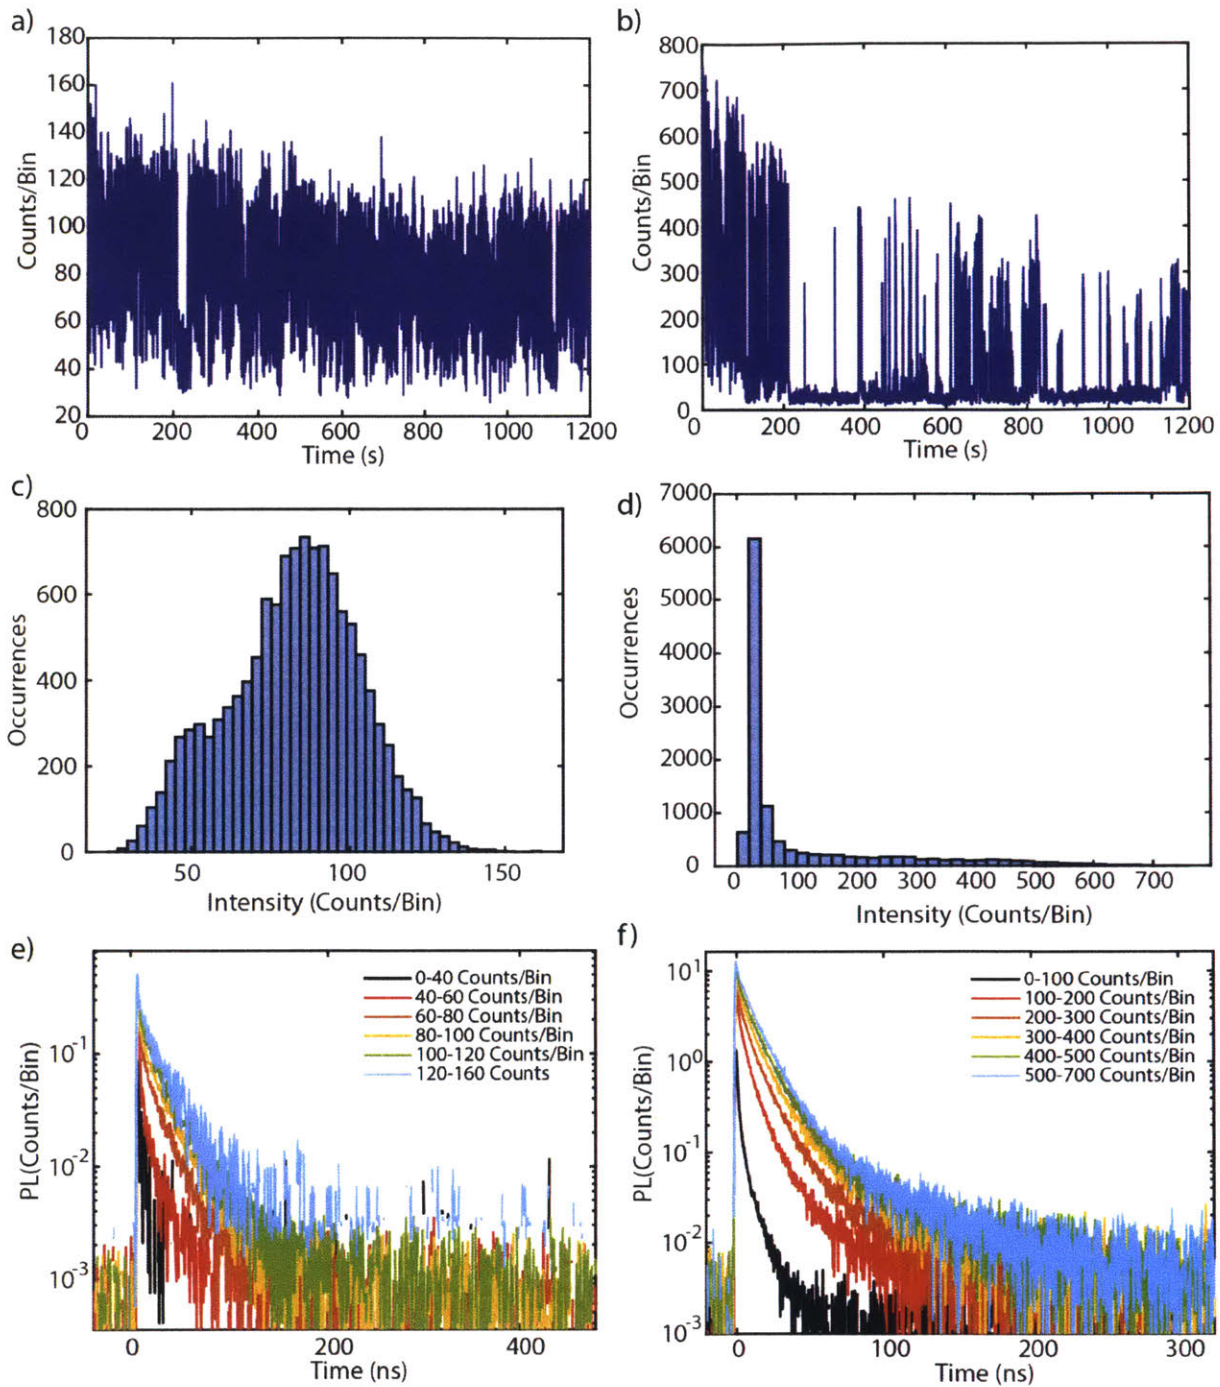 a)
180
160
140
120
100
80
60
40
20
Counts/Bin
0 200 400 600 800 1000 1200
Time (s)
b)
800
700
600
500
400
300
200
100
0
Counts/Bin
0 200 400 600 800 1000 1200
Time (s)
c)
800
600
400
200
0
Occurrences
50 100 150
Intensity (Counts/Bin)
d)
7000
6000
5000
4000
3000
2000
1000
0
Occurrences
0 100 200 300 400 500 600 700
Intensity (Counts/Bin)
e)
0-40 Counts/Bin
40-60 Counts/Bin
60-80 Counts/Bin
80-100 Counts/Bin
100-120 Counts/Bin
120-160 Counts
10-1
10-2
10-3
PL(Counts/Bin)
0 200 400
Time (ns)
f)
0-100 Counts/Bin
100-200 Counts/Bin
200-300 Counts/Bin
300-400 Counts/Bin
400-500 Counts/Bin
500-700 Counts/Bin
101
100
10-1
10-2
10-3
PL(Counts/Bin)
0 100 200 300
Time (ns)